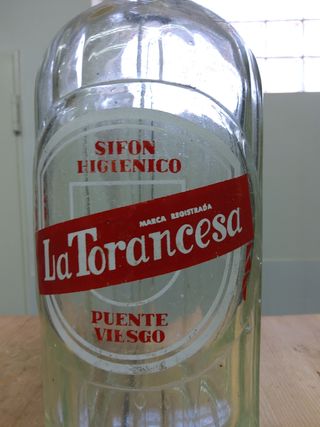 SIFON
HIGIENICO
MARCA REGISTRADA
La Torancesa
PUENTE
VIESGO